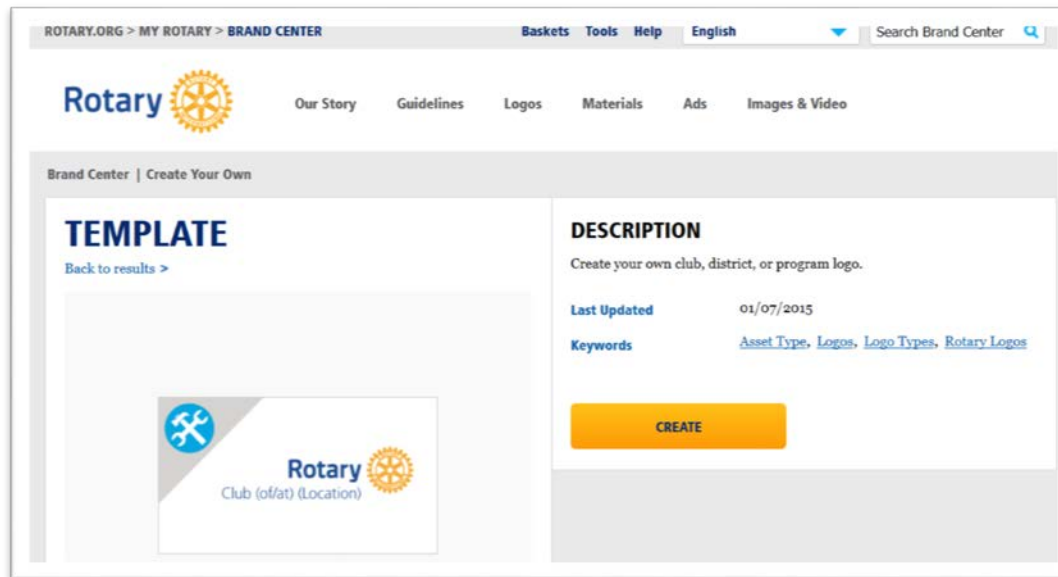 ROTARY.ORG > MY ROTARY > BRAND CENTER
Baskets Tools Help English Search Brand Center
Rotary
Our Story Guidelines Logos Materials Ads Images & Video
Brand Center | Create Your Own
TEMPLATE
Back to results >
Rotary
Club (of/at) (Location)
DESCRIPTION
Create your own club, district, or program logo.
Last Updated 01/07/2015
Keywords Asset Type, Logos, Logo Types, Rotary Logos
CREATE